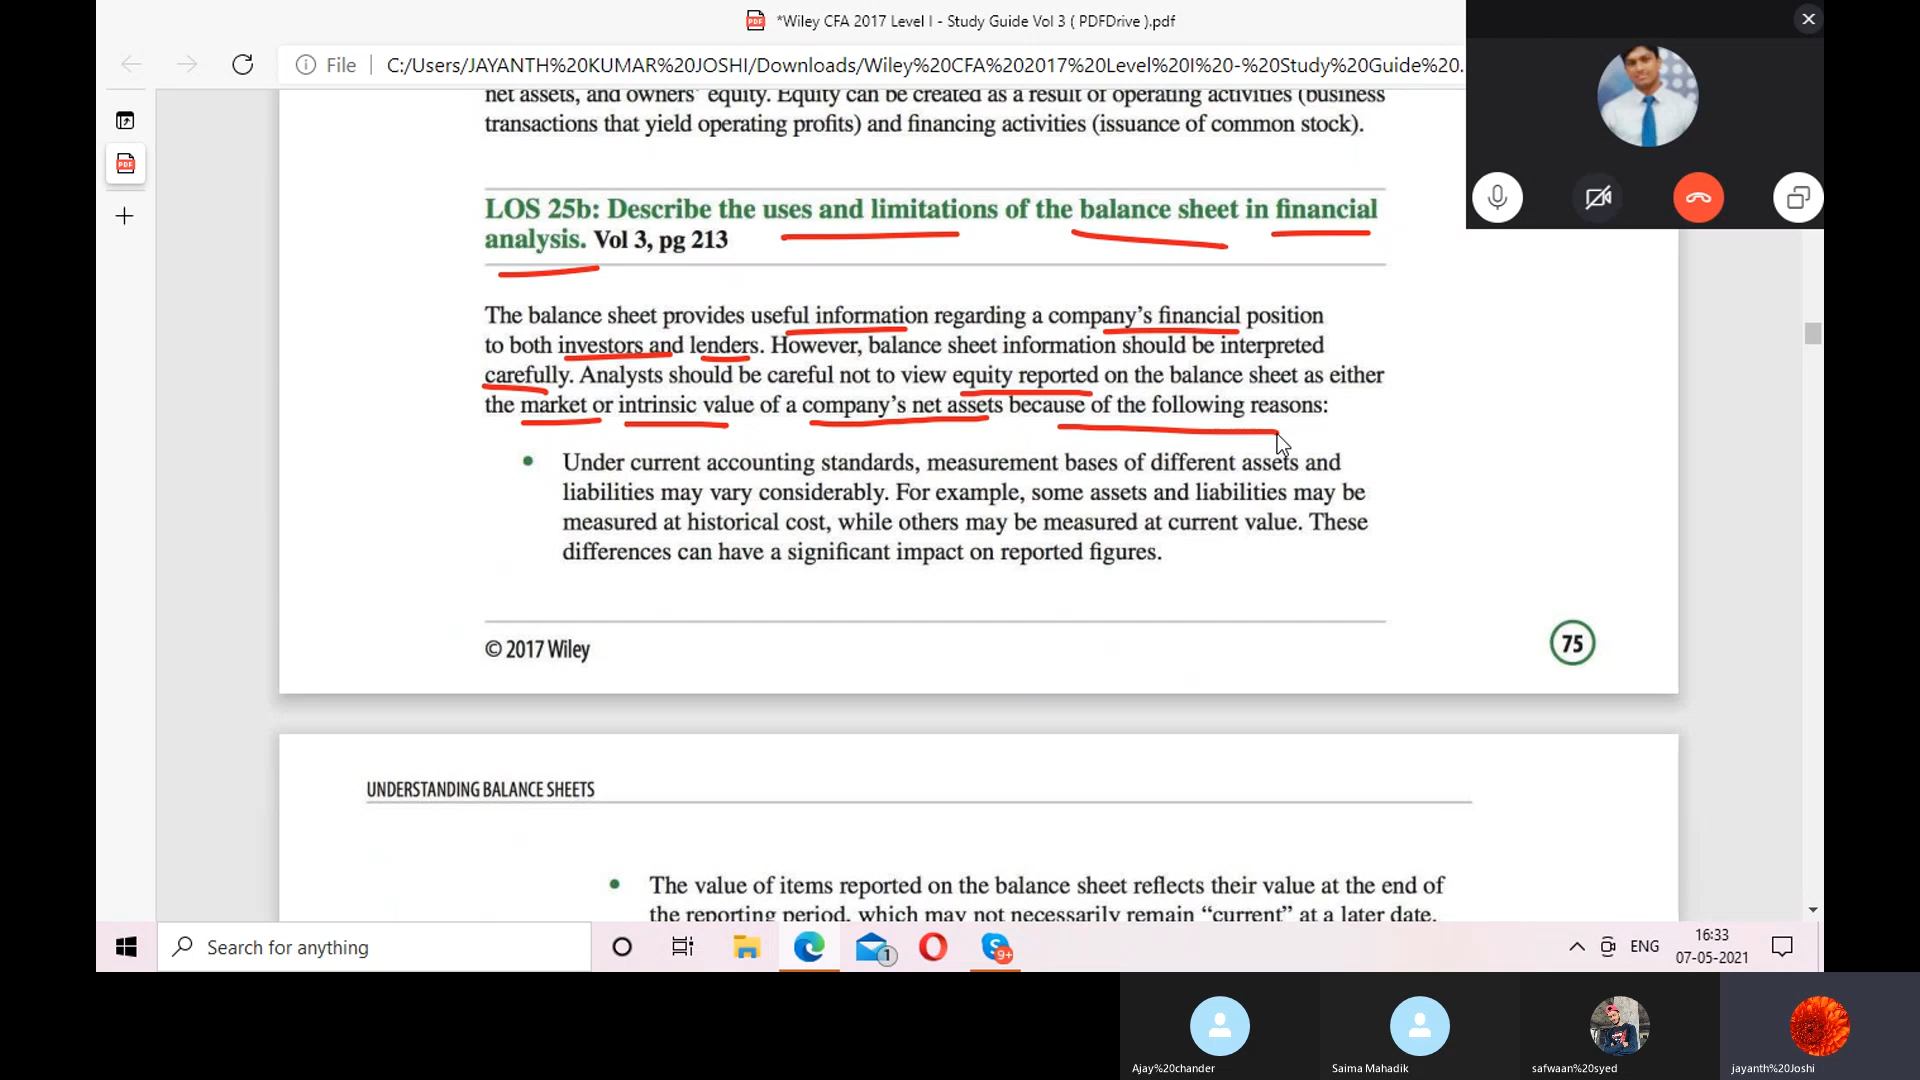 *Wiley CFA 2017 Level I - Study Guide Vol 3 ( PDFDrive ).pdf
File
C:/Users/JAYANTH%20KUMAR%20JOSHI/Downloads/Wiley%20CFA%202017%20Level%20I%20-%20Study%20Guide%20.
net assets, and owners' equity. Equity can be created as a result of operating activities (business
transactions that yield operating profits) and financing activities (issuance of common stock).
LOS 25b: Describe the uses and limitations of the balance sheet in financial
analysis. Vol 3, pg 213
The balance sheet provides useful information regarding a company's financial position
to both investors and lenders. However, balance sheet information should be interpreted
carefully. Analysts should be careful not to view equity reported on the balance sheet as either
the market or intrinsic value of a company's net assets because of the following reasons:
• Under current accounting standards, measurement bases of different assets and
liabilities may vary considerably. For example, some assets and liabilities may be
measured at historical cost, while others may be measured at current value. These
differences can have a significant impact on reported figures.
© 2017 Wiley
75
UNDERSTANDING BALANCE SHEETS
• The value of items reported on the balance sheet reflects their value at the end of
the reporting period, which may not necessarily remain "current" at a later date.
Search for anything
1
9+
ENG
16:33
07-05-2021
Ajay%20chander
Saima Mahadik
safwaan%20syed
jayanth%20Joshi